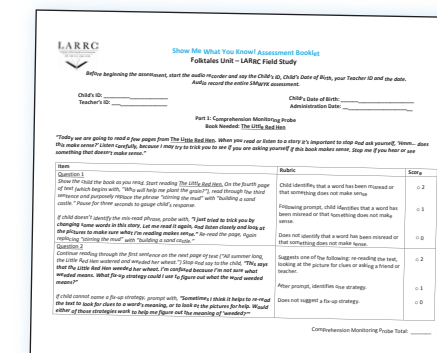 LARRC
Show Me What You Know! Assessment Booklet
Folktales Unit – LARRC Field Study
Before beginning the assessment, start the audio recorder and say the Child's ID, Child's Date of Birth, your Teacher ID and the date.
Audio record the entire SMWYK assessment.
Child's ID: ____________ Child's Date of Birth: ____________
Teacher's ID: ____________ Administration Date: ____________
Part 1: Comprehension Monitoring Probe
Book Needed: The Little Red Hen
"Today we are going to read a few pages from The Little Red Hen. When you read or listen to a story it's important to stop and ask yourself, "Hmm… does
this make sense?' Listen carefully, because I may try to trick you to see if you are asking yourself if this book makes sense. Stop me if you hear or see
something that doesn't make sense."
Item Rubric Score
Question 1
Show the child the book as you read. Start reading The Little Red Hen. On the fourth page
of text (which begins with, "Who will help me plant the grain?"), read through the third
sentence and purposely replace the phrase "stirring the mud" with "building a sand
castle." Pause for three seconds to gauge child's response.
If child doesn't identify the mis-read phrase, probe with, "I just tried to trick you by
changing some words in this story. Let me read it again, and listen closely and look at
the pictures to make sure what I'm reading makes sense." Re-read the page. Again
replacing "stirring the mud" with "building a sand castle."
Child identifies that a word has been misread or
that something does not make sense
Following prompt, child identifies that a word has
been misread or that something does not make
sense.
Does not identify that a word has been misread or
that something does not make sense.
○ 2
○ 1
○ 0
Question 2
Continue reading through the first sentence on the next page of text ("All summer long,
the Little Red Hen watered and weeded her wheat.") Stop and say to the child, "This says
that the Little Red Hen weeded her wheat. I'm confused because I'm not sure what
weeded means. What fix-up strategy could I use to figure out what the word weeded
means?"
If child cannot name a fix-up strategy, prompt with, "Sometimes I think it helps to re-read
the text to look for clues to a word's meaning, or to look at the pictures for help. Would
either of those strategies work to help me figure out the meaning of 'weeded'?"
Suggests one of the following: re-reading the text,
looking at the picture for clues or asking a friend or
teacher.
After prompt, identifies one strategy.
Does not suggest a fix-up strategy.
○ 2
○ 1
○ 0
Comprehension Monitoring Probe Total: ______